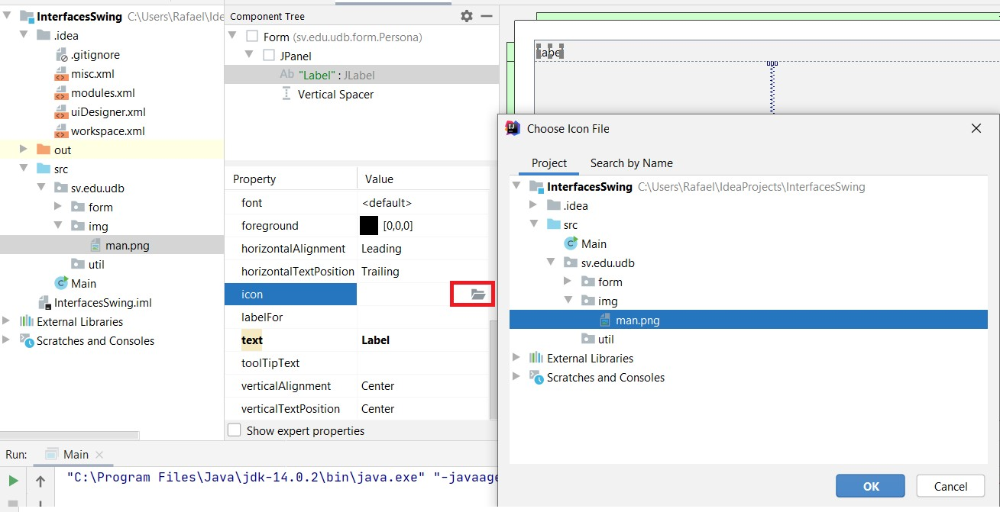 InterfacesSwing C:\Users\Rafael\Ide
.idea
.gitignore
misc.xml
modules.xml
uiDesigner.xml
workspace.xml
out
src
sv.edu.udb
form
img
man.png
util
Main
InterfacesSwing.iml
External Libraries
Scratches and Consoles
Component Tree
Form (sv.edu.udb.form.Persona)
JPanel
Ab "Label" : JLabel
Vertical Spacer
Property Value
font <default>
foreground [0,0,0]
horizontalAlignment Leading
horizontalTextPosition Trailing
icon
labelFor
text Label
toolTipText
verticalAlignment Center
verticalTextPosition Center
Show expert properties
Label
Choose Icon File
Project Search by Name
InterfacesSwing C:\Users\Rafael\IdeaProjects\InterfacesSwing
.idea
src
Main
sv.edu.udb
form
img
man.png
util
External Libraries
Scratches and Consoles
OK Cancel
Run: Main
"C:\Program Files\Java\jdk-14.0.2\bin\java.exe" "-javaage